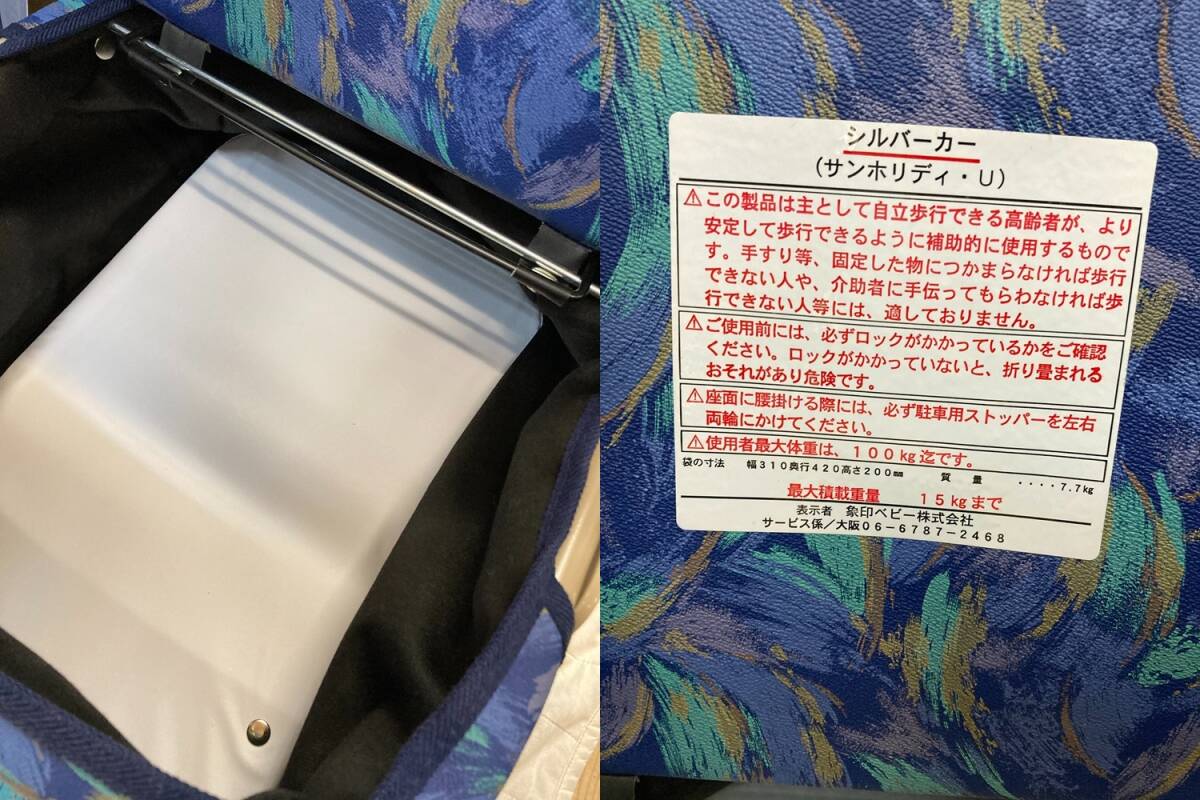 シルバーカー
(サンホリディ・U)
⚠この製品は主として自立歩行できる高齢者が、より
安定して歩行できるように補助的に使用するもので
す。手すり等、固定した物につかまらなければ歩行
できない人や、介助者に手伝ってもらわなければ歩
行できない人等には、適しておりません。
⚠ご使用前には、必ずロックがかかっているかをご確認
ください。ロックがかかっていないと、折り畳まれる
おそれがあり危険です。
⚠座面に腰掛ける際には、必ず駐車用ストッパーを左右
両輪にかけてください。
⚠使用者最大体重は、100kg迄です。
袋の寸法 幅310奥行420高さ200mm 質量 ････7.7kg
最大積載重量 15kgまで
表示者 象印ベビー株式会社
サービス係/大阪06-6787-2468